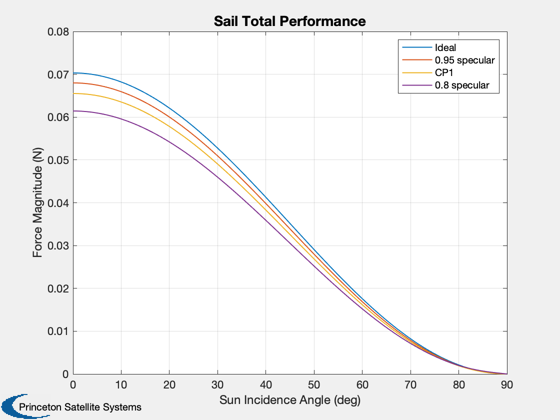 Sail Total Performance
0.08
0.07
0.06
0.05
0.04
0.03
0.02
0.01
0
Force Magnitude (N)
Ideal
0.95 specular
CP1
0.8 specular
0 10 20 30 40 50 60 70 80 90
Sun Incidence Angle (deg)
Princeton Satellite Systems